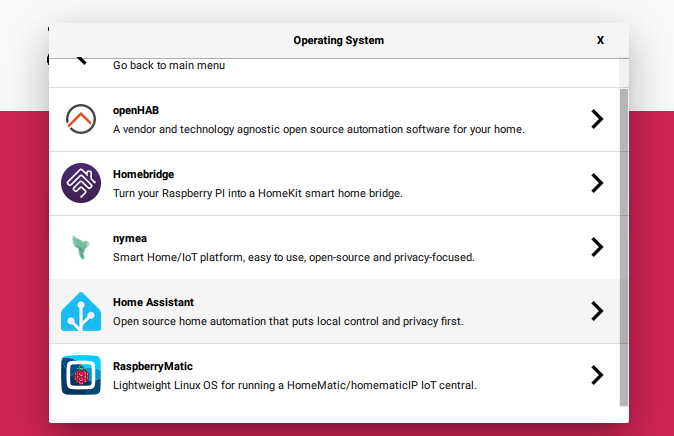 Operating System
X
Go back to main menu
openHAB
A vendor and technology agnostic open source automation software for your home.
Homebridge
Turn your Raspberry PI into a HomeKit smart home bridge.
nymea
Smart Home/IoT platform, easy to use, open-source and privacy-focused.
Home Assistant
Open source home automation that puts local control and privacy first.
RaspberryMatic
Lightweight Linux OS for running a HomeMatic/homematicIP IoT central.